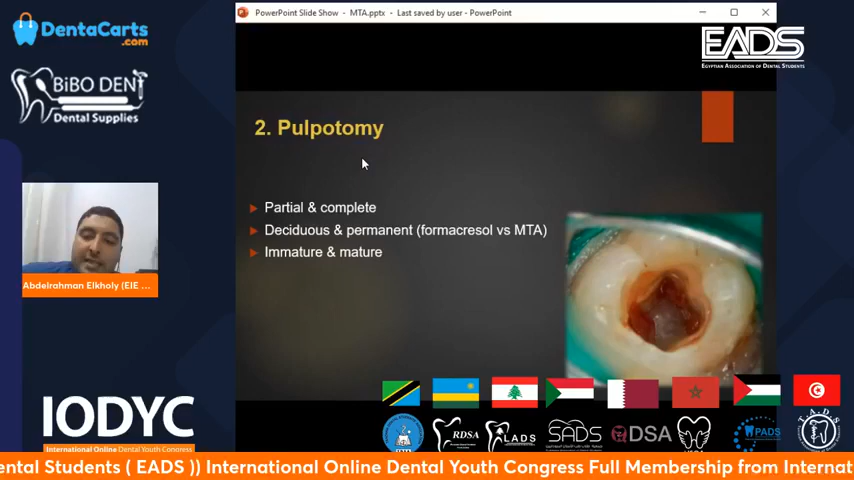 PowerPoint Slide Show - MTA.pptx - Last saved by user - PowerPoint
DentaCarts
.com
EADS
EGYPTIAN ASSOCIATION OF DENTAL STUDENTS
BiBO DENT
Dental Supplies
2. Pulpotomy
Partial & complete
Deciduous & permanent (formacresol vs MTA)
Immature & mature
Abdelrahman Elkholy (EIE ...
IODYC
International Online Dental Youth Congress
RDSA
LADS
SADS
QDSA
PADS
TADS
ental Students ( EADS )) International Online Dental Youth Congress Full Membership from Internat